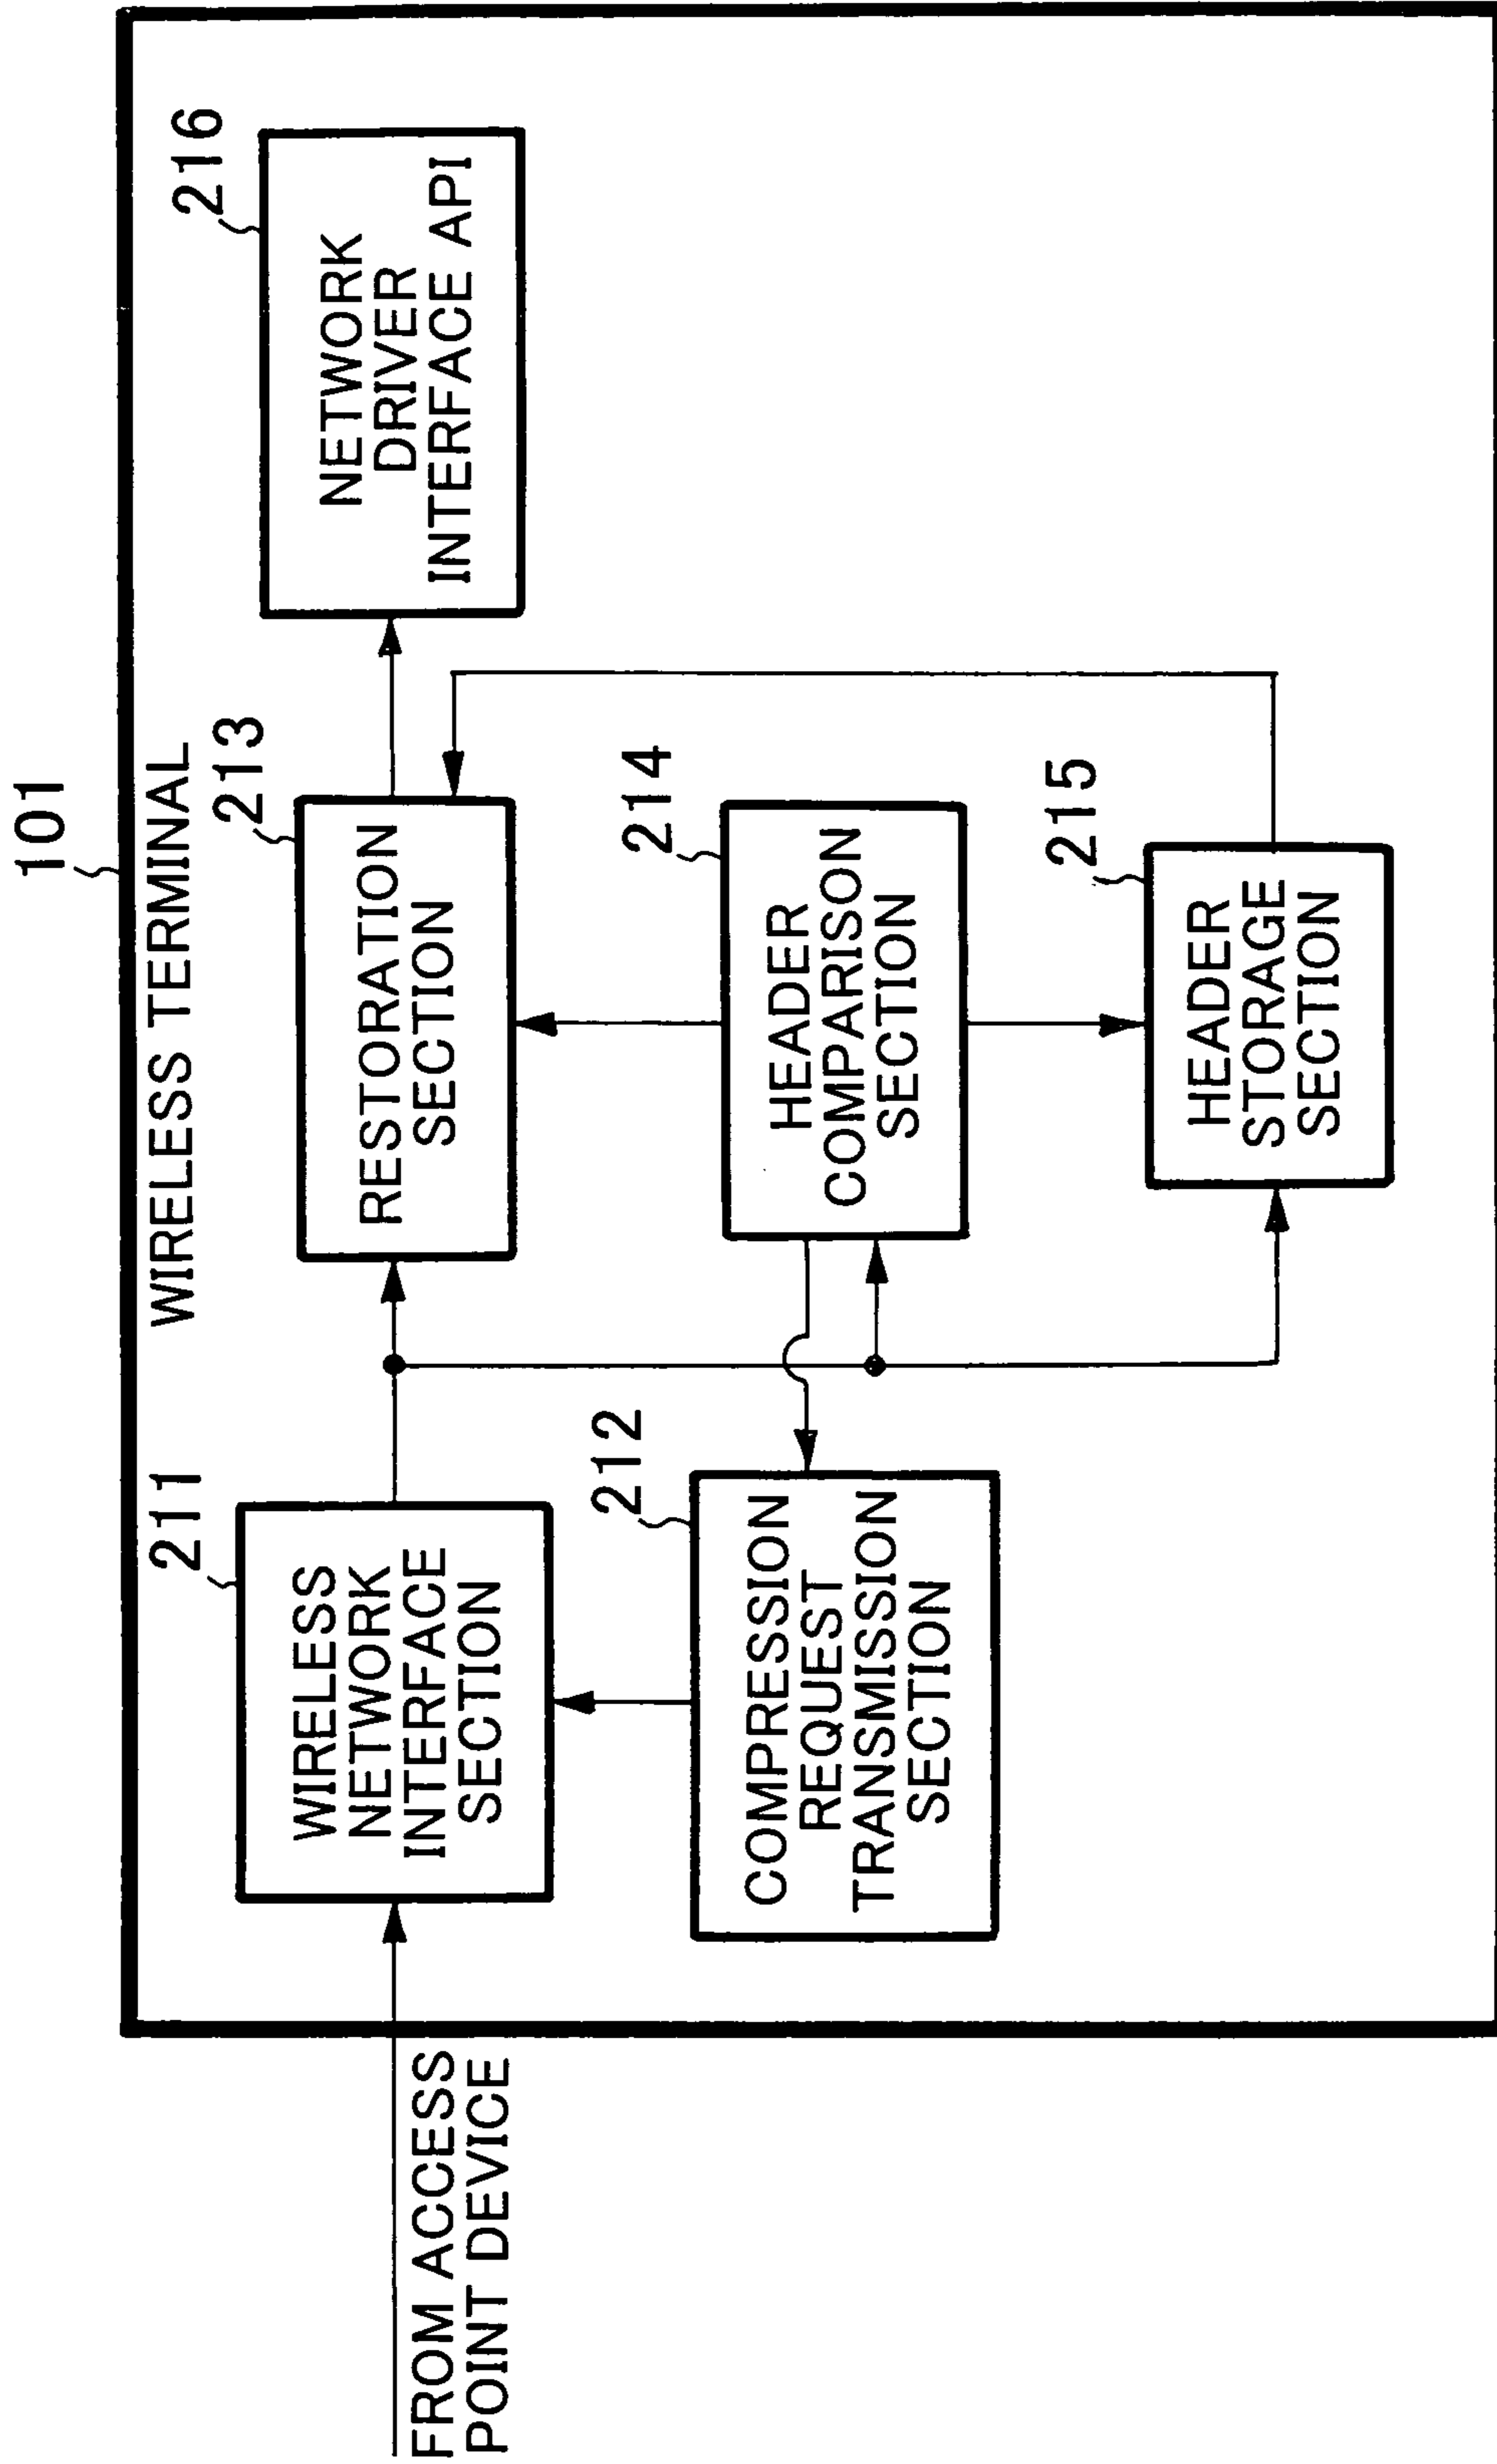 101
WIRELESS TERMINAL
211
WIRELESS
NETWORK
INTERFACE
SECTION
213
RESTORATION
SECTION
216
NETWORK
DRIVER
INTERFACE API
FROM ACCESS
POINT DEVICE
212
COMPRESSION
REQUEST
TRANSMISSION
SECTION
214
HEADER
COMPARISON
SECTION
215
HEADER
STORAGE
SECTION